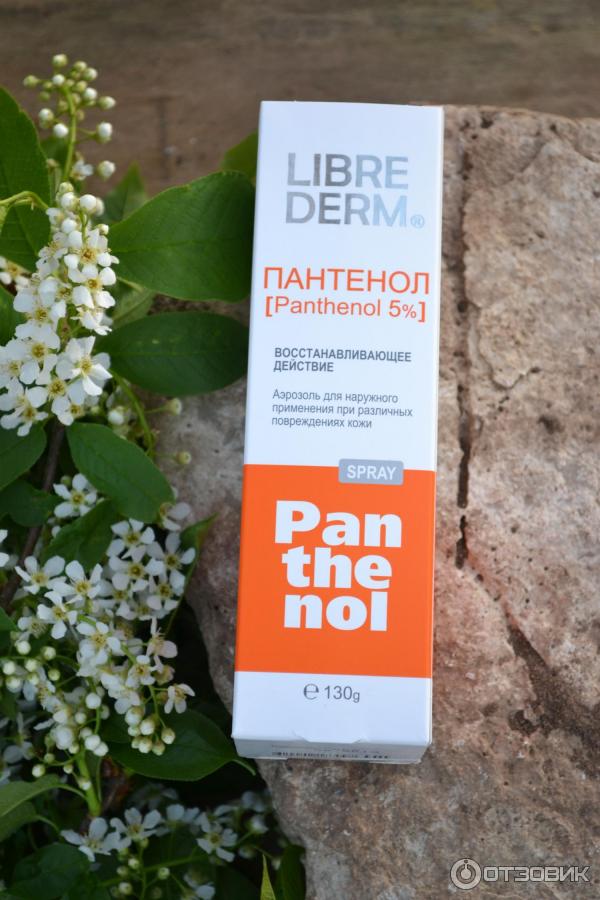 LIBRE
DERM®
ПАНТЕНОЛ
[Panthenol 5%]
ВОССТАНАВЛИВАЮЩЕЕ
ДЕЙСТВИЕ
Аэрозоль для наружного
применения при различных
повреждениях кожи
SPRAY
Pan
the
nol
℮ 130g
ОТЗОВИК